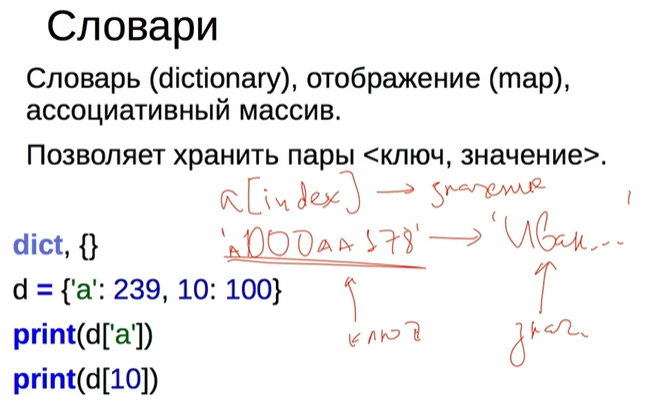 Словари
Словарь (dictionary), отображение (map),
ассоциативный массив.
Позволяет хранить пары <ключ, значение>.
a[index] → значение
dict, {}
'A000AA178' → 'Иван...
d = {'a': 239, 10: 100}
ключ
знач.
print(d['a'])
print(d[10])